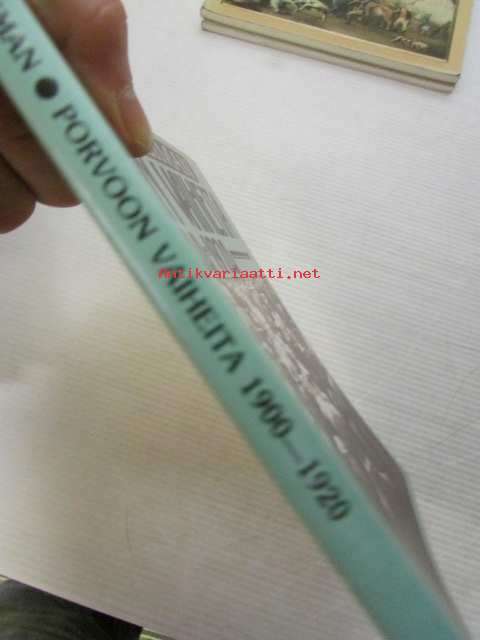 MAN ● PORVOON VAIHEITA 1900—1920
Antikvariaatti.net